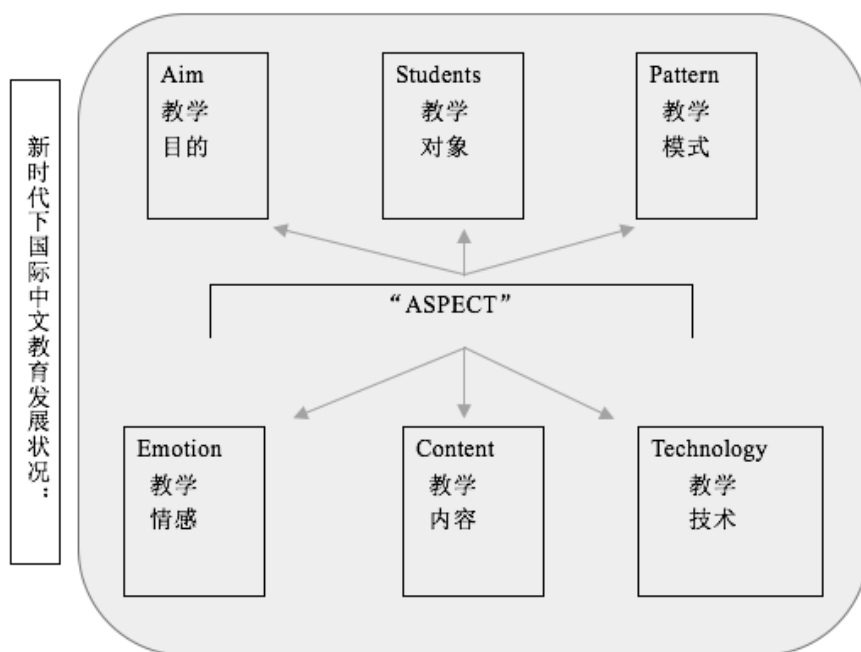 新时代下国际中文教育发展状况：
Aim
教学
目的
Students
教学
对象
Pattern
教学
模式
“ASPECT”
Emotion
教学
情感
Content
教学
内容
Technology
教学
技术